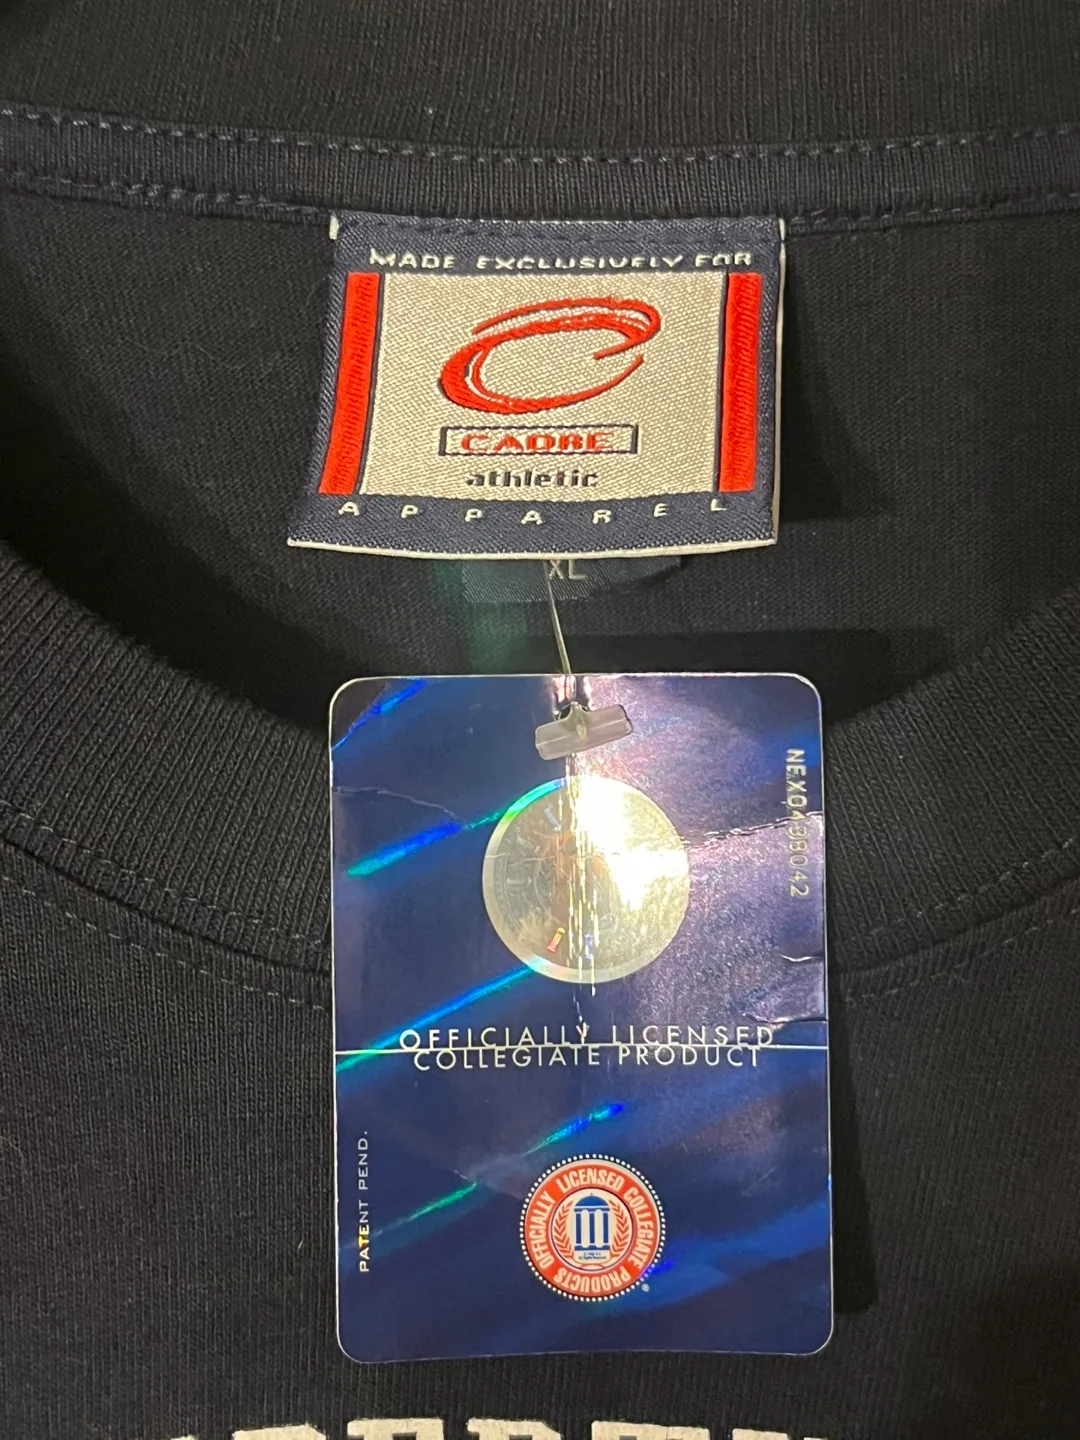 MADE EXCLUSIVELY FOR
CADRE
athletic
APPAREL
XL
NEX0438042
OFFICIALLY LICENSED
COLLEGIATE PRODUCT
PATENT PEND.
OFFICIALLY LICENSED COLLEGIATE PRODUCTS
®